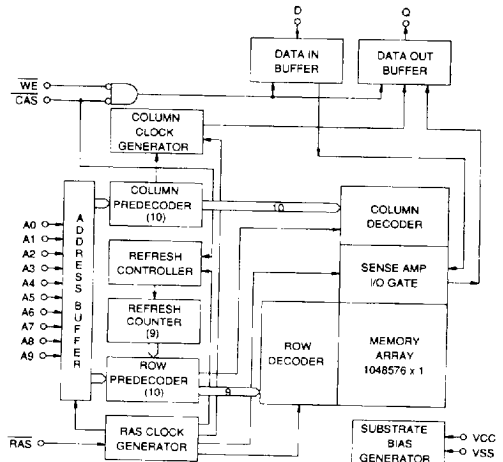 D
Q
DATA IN
BUFFER
DATA OUT
BUFFER
WE
CAS
COLUMN
CLOCK
GENERATOR
COLUMN
PREDECODER
(10)
10
COLUMN
DECODER
ADDRESS BUFFER
A0
A1
A2
A3
A4
A5
A6
A7
A8
A9
REFRESH
CONTROLLER
SENSE AMP
I/O GATE
REFRESH
COUNTER
(9)
ROW
DECODER
MEMORY
ARRAY
1048576 x 1
ROW
PREDECODER
(10)
9
RAS
RAS CLOCK
GENERATOR
SUBSTRATE
BIAS
GENERATOR
VCC
VSS